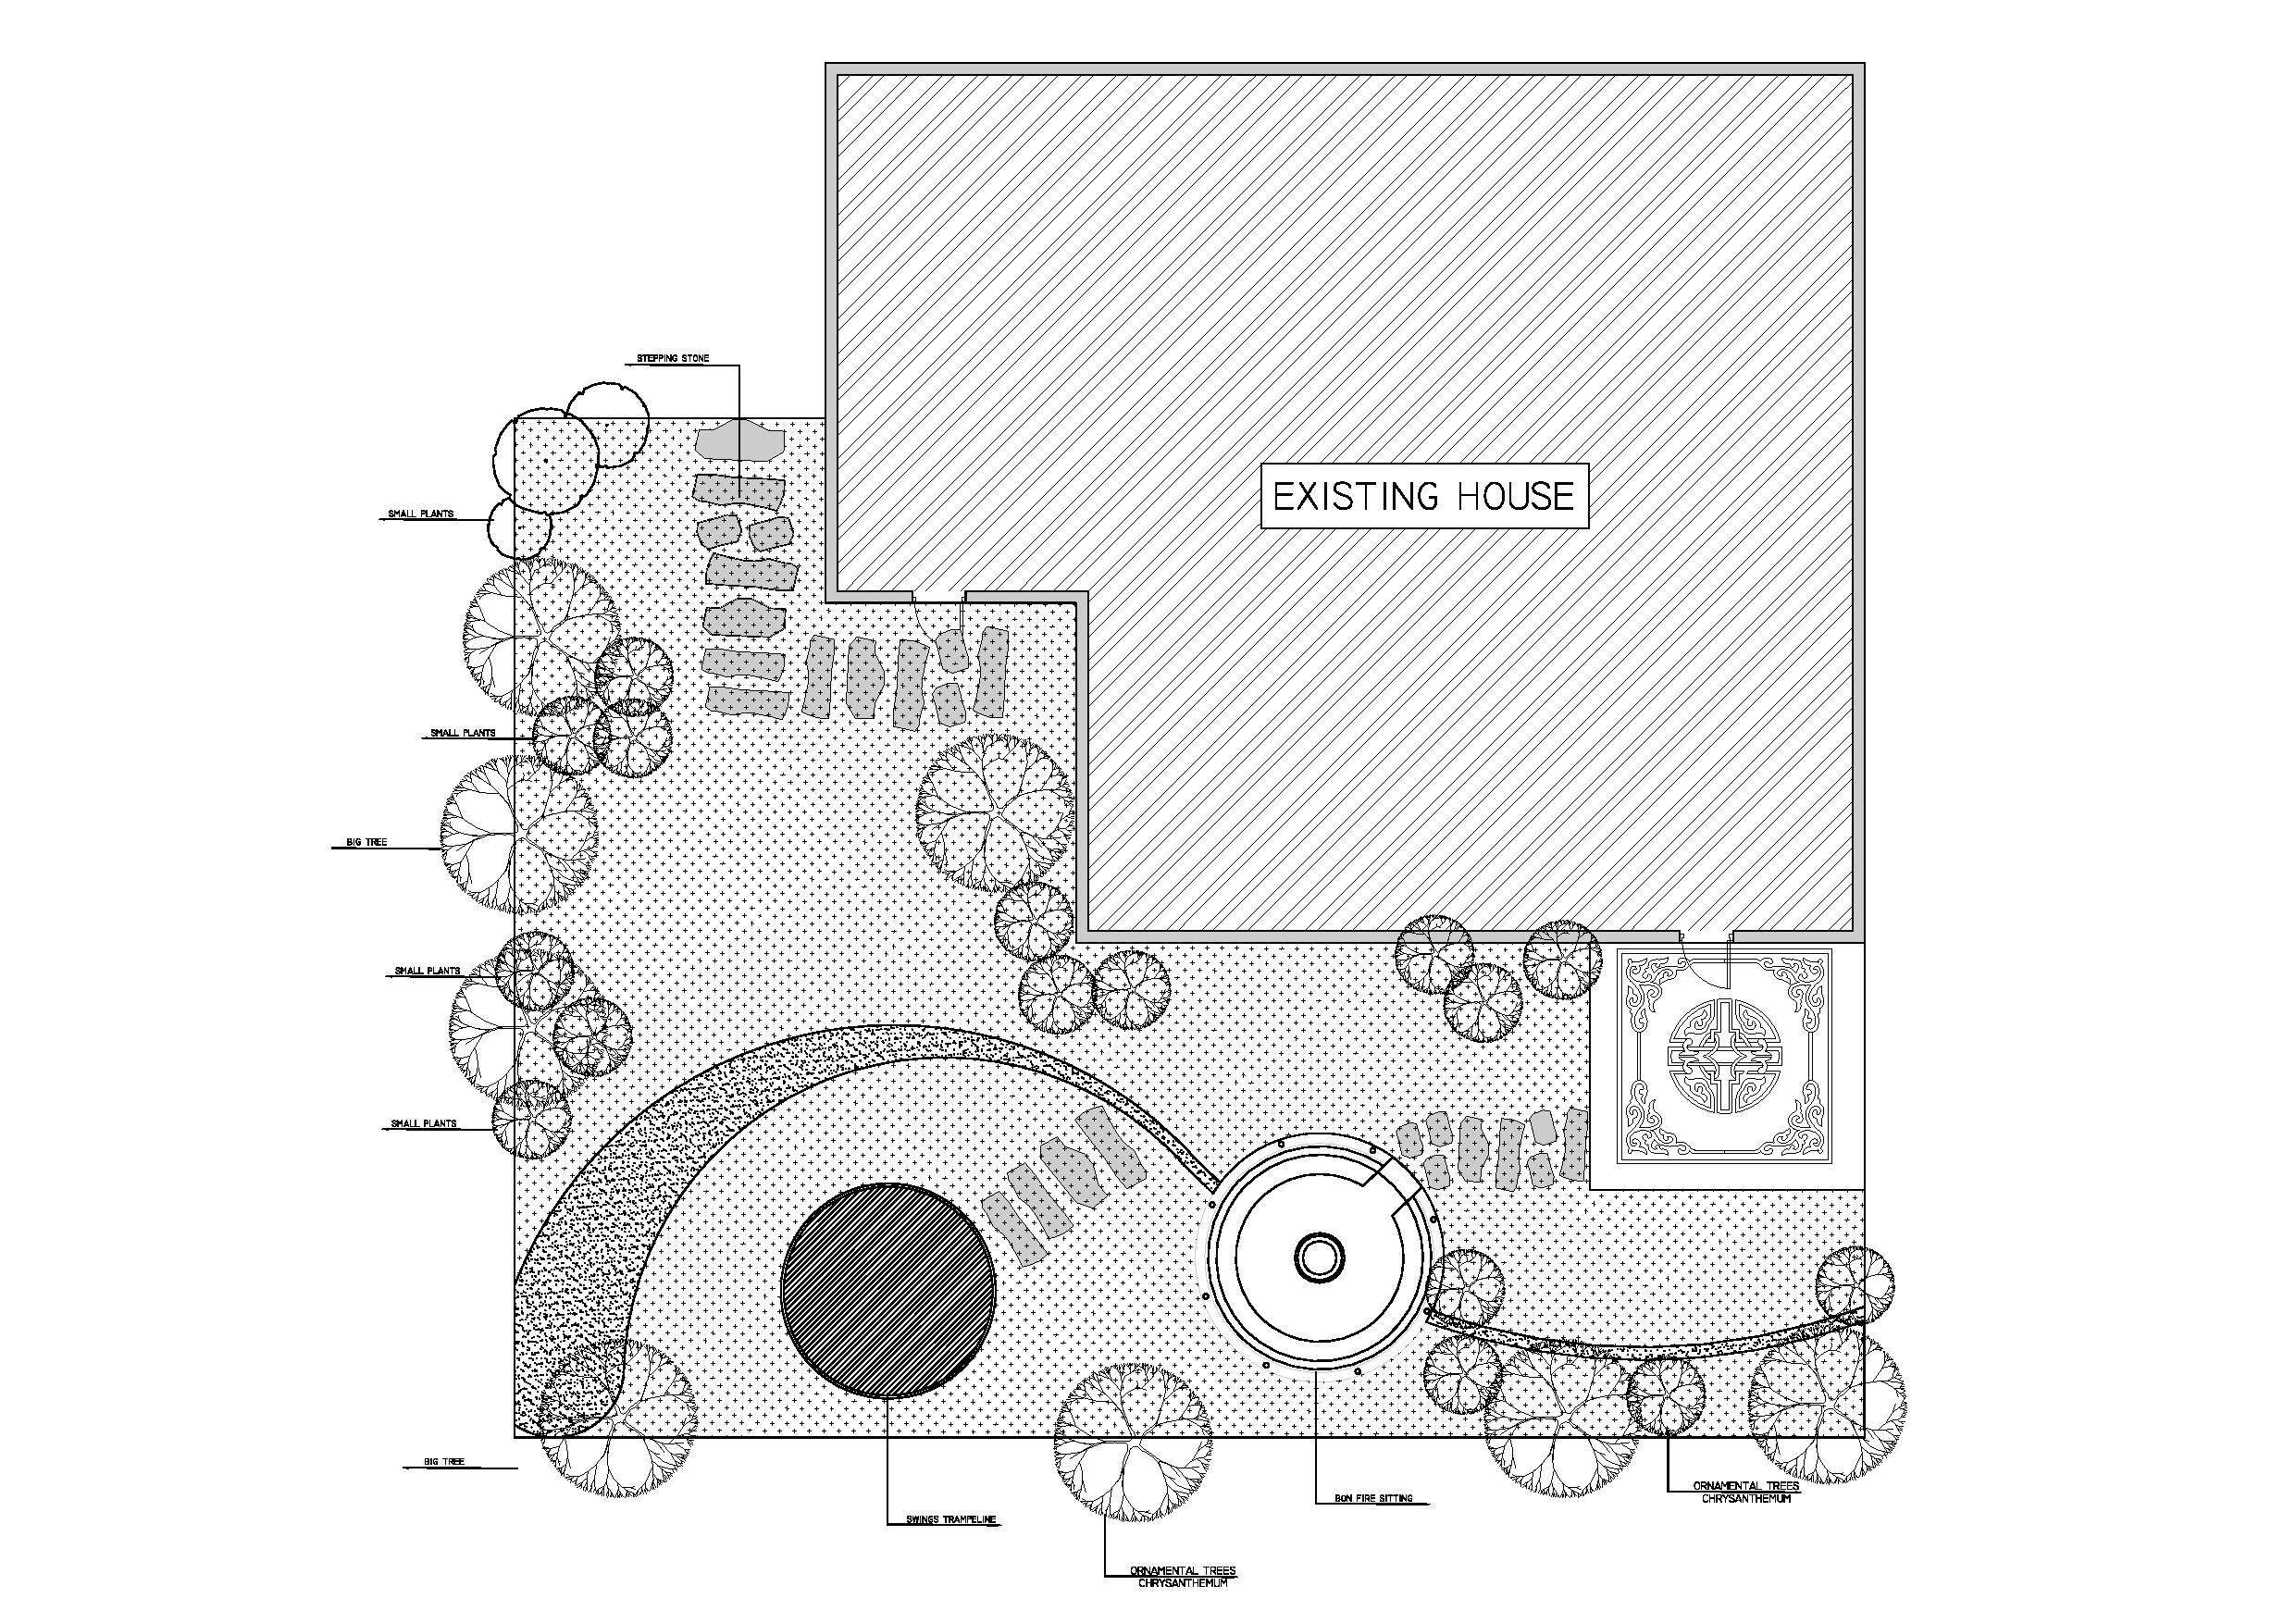 STEPPING STONE
EXISTING HOUSE
SMALL PLANTS
SMALL PLANTS
BIG TREE
SMALL PLANTS
SMALL PLANTS
BIG TREE
ORNAMENTAL TREES
CHRYSANTHEMUM
BON FIRE SITTING
SWINGS TRAMPELINE
ORNAMENTAL TREES
CHRYSANTHEMUM